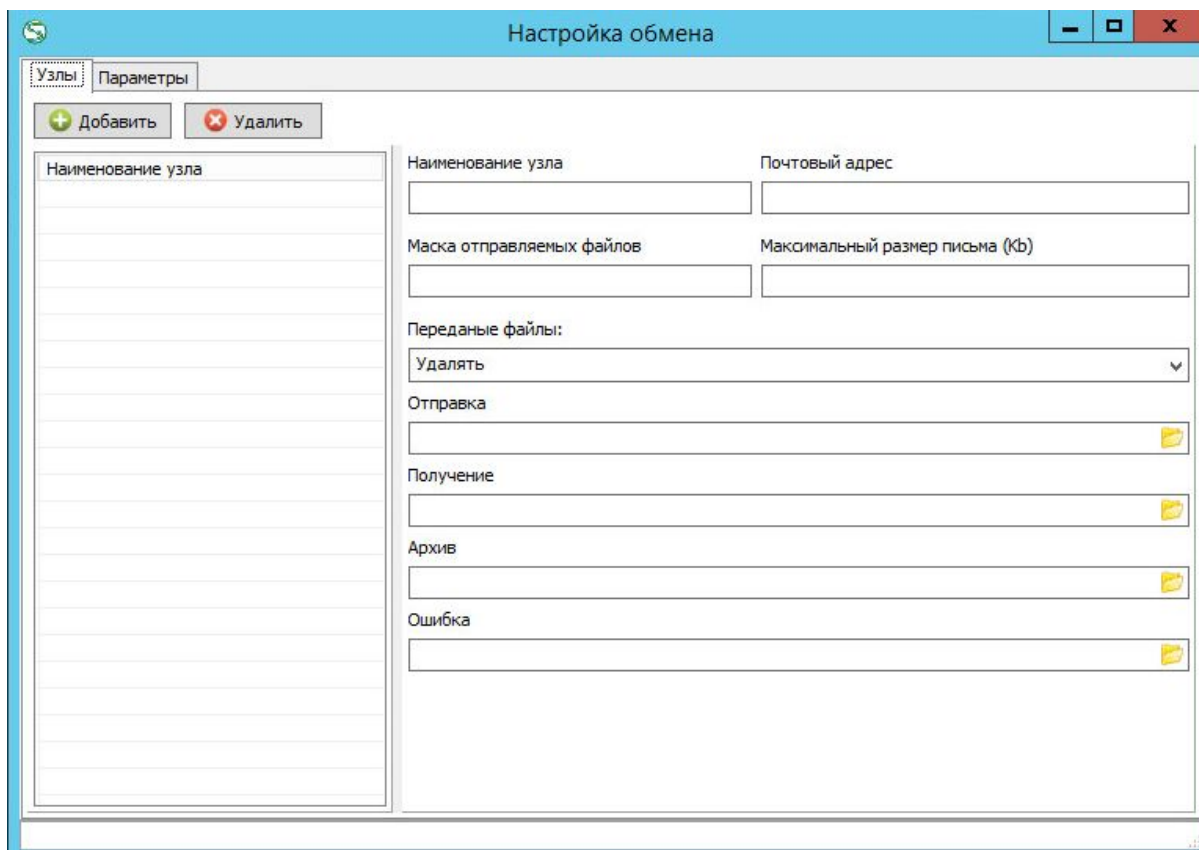 Настройка обмена
Узлы Параметры
Добавить Удалить
Наименование узла
Наименование узла Почтовый адрес
Маска отправляемых файлов Максимальный размер письма (Kb)
Переданые файлы:
Удалять
Отправка
Получение
Архив
Ошибка